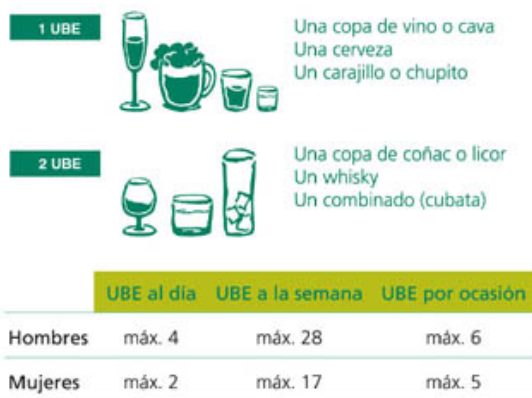 1 UBE
Una copa de vino o cava
Una cerveza
Un carajillo o chupito
2 UBE
Una copa de coñac o licor
Un whisky
Un combinado (cubata)
UBE al día UBE a la semana UBE por ocasión
Hombres máx. 4 máx. 28 máx. 6
Mujeres máx. 2 máx. 17 máx. 5